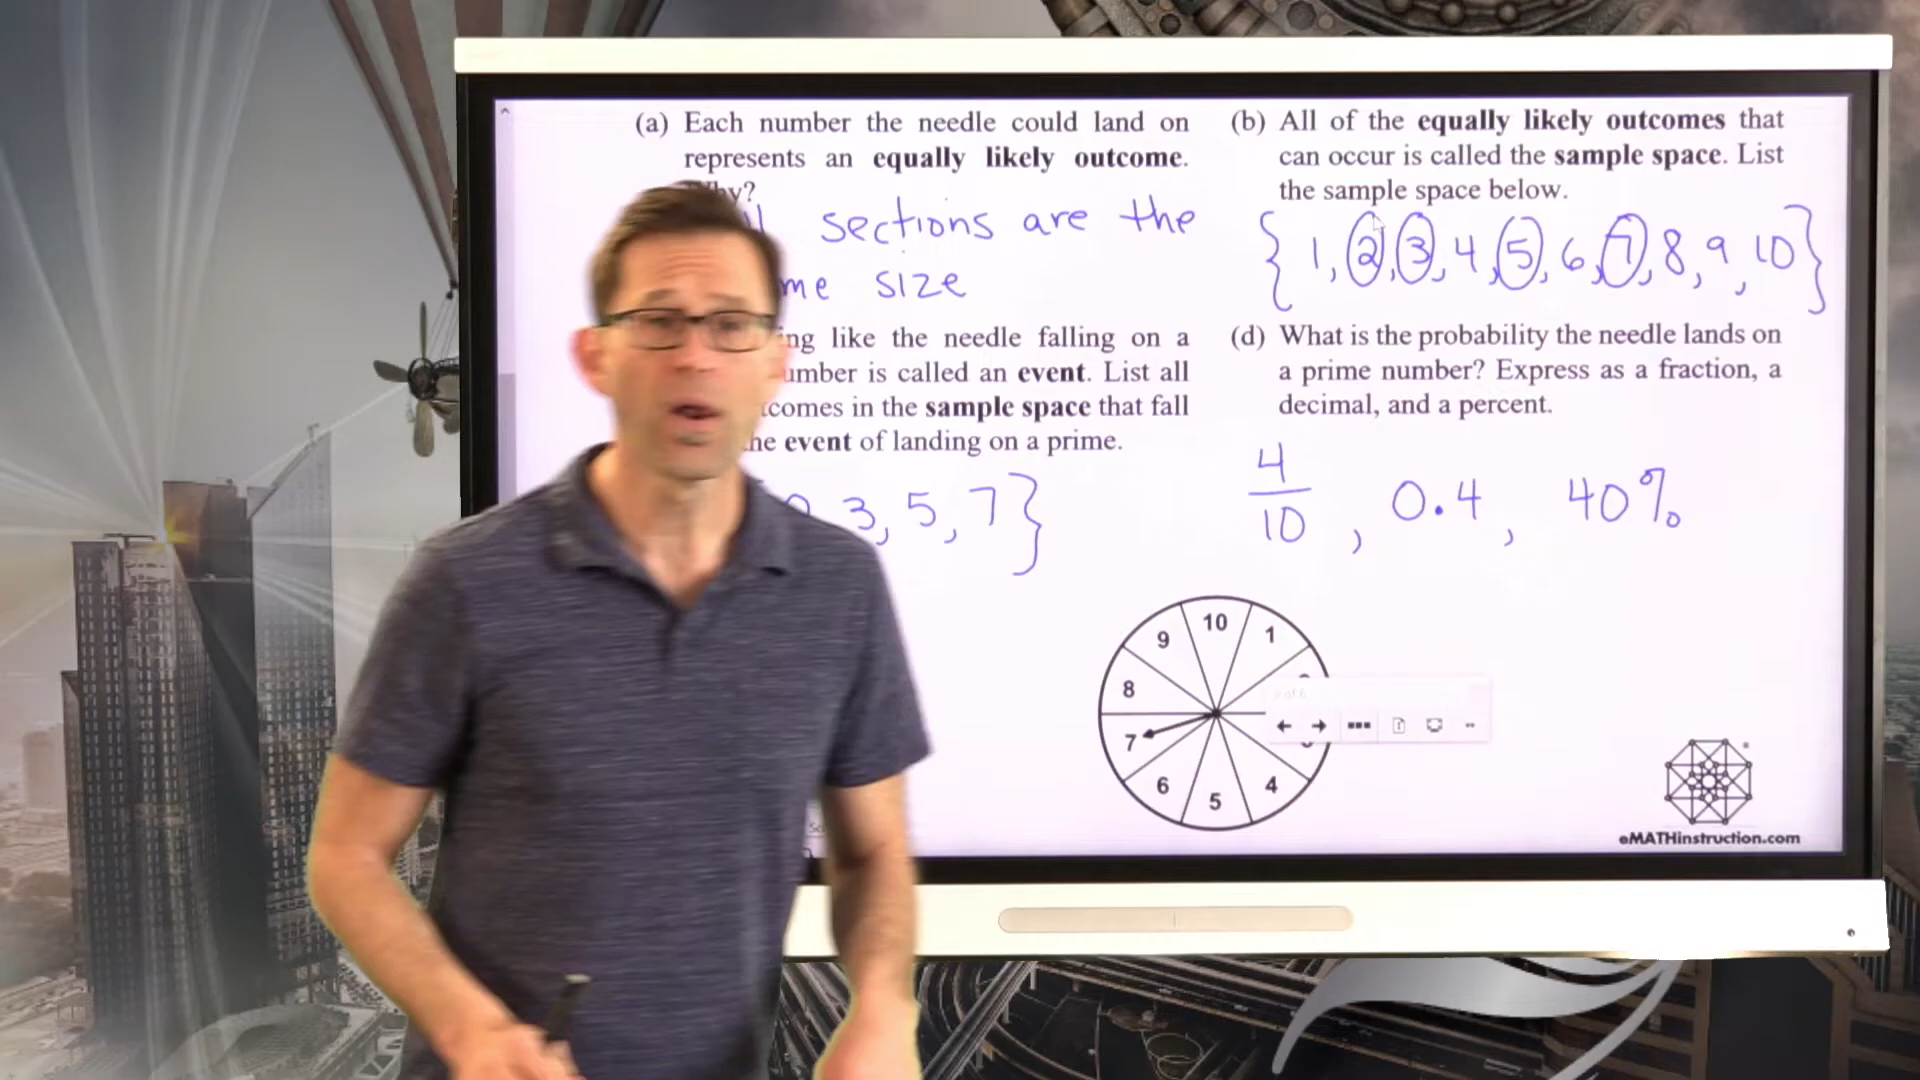 (a) Each number the needle could land on
represents an equally likely outcome.
sections are the
size
like the needle falling on a
is called an event. List all
in the sample space that fall
event of landing on a prime.
3, 5, 7}
(b) All of the equally likely outcomes that
can occur is called the sample space. List
the sample space below.
{1, 2, 3, 4, 5, 6, 7, 8, 9, 10}
(d) What is the probability the needle lands on
a prime number? Express as a fraction, a
decimal, and a percent.
4
10 , 0.4 , 40%
10
9
1
8
7
6
5
4
eMATHinstruction.com